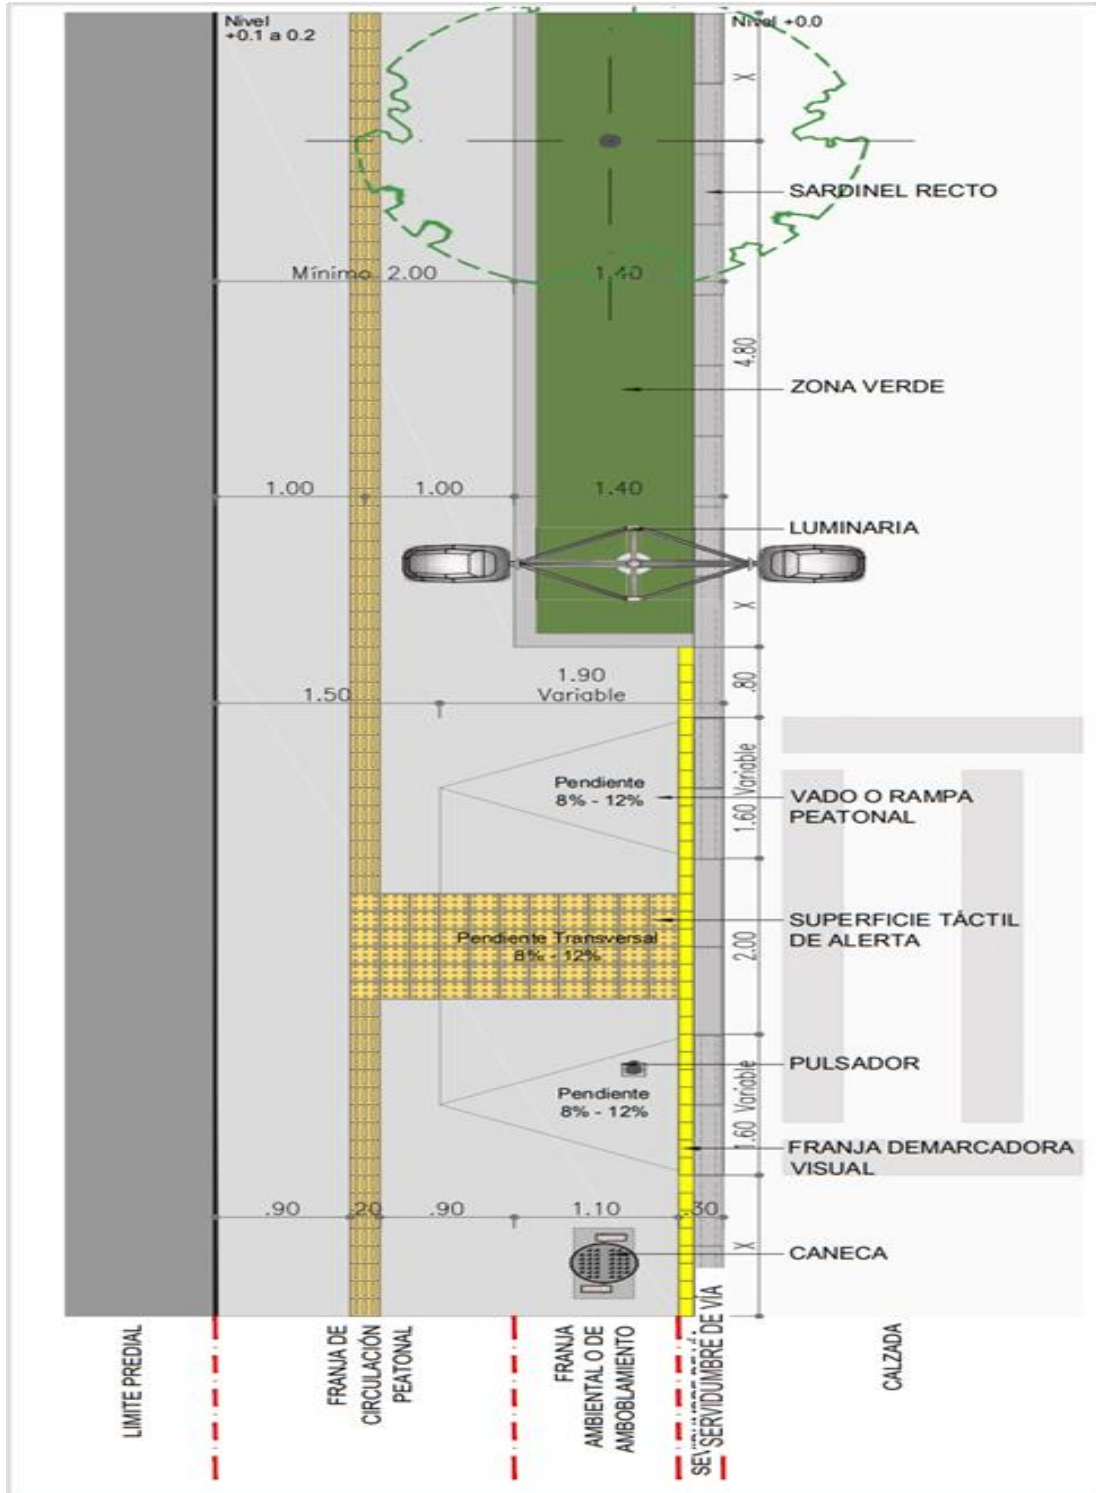 Nivel
+0.1 a 0.2
Nivel +0.0
X
SARDINEL RECTO
Mínimo 2.00
1.40
4.80
ZONA VERDE
1.00
1.00
1.40
LUMINARIA
X
1.50
1.90
Variable
.80
Pendiente
8% - 12%
1.60 Variable
VADO O RAMPA
PEATONAL
Pendiente Transversal
8% - 12%
2.00
SUPERFICIE TÁCTIL
DE ALERTA
PULSADOR
Pendiente
8% - 12%
1.60 Variable
FRANJA DEMARCADORA
VISUAL
.90
.20
.90
1.10
.30
X
CANECA
LIMITE PREDIAL
FRANJA DE
CIRCULACIÓN
PEATONAL
FRANJA
AMBIENTAL O DE
AMBOBLAMIENTO
SERVIDUMBRE DE VÍA
CALZADA